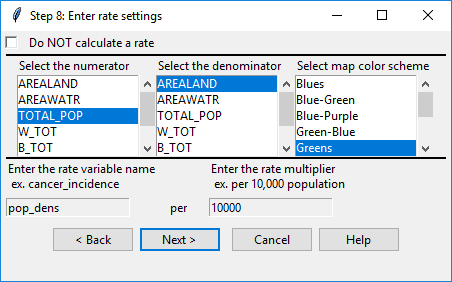 Step 8: Enter rate settings
Do NOT calculate a rate
Select the numerator Select the denominator Select map color scheme
AREALAND AREALAND Blues
AREAWATR AREAWATR Blue-Green
TOTAL_POP TOTAL_POP Blue-Purple
W_TOT W_TOT Green-Blue
B_TOT B_TOT Greens
Enter the rate variable name Enter the rate multiplier
ex. cancer_incidence ex. per 10,000 population
pop_dens per 10000
< Back Next > Cancel Help